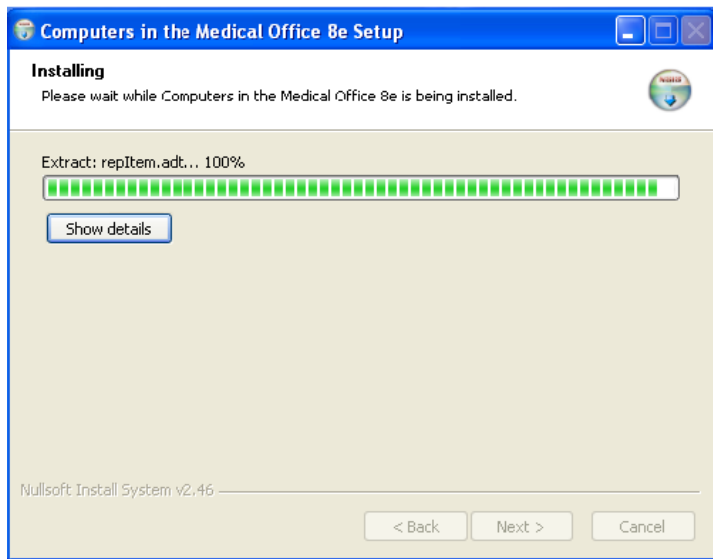 Computers in the Medical Office 8e Setup
Installing
Please wait while Computers in the Medical Office 8e is being installed.
Extract: repItem.adt... 100%
Show details
Nullsoft Install System v2.46
< Back Next > Cancel